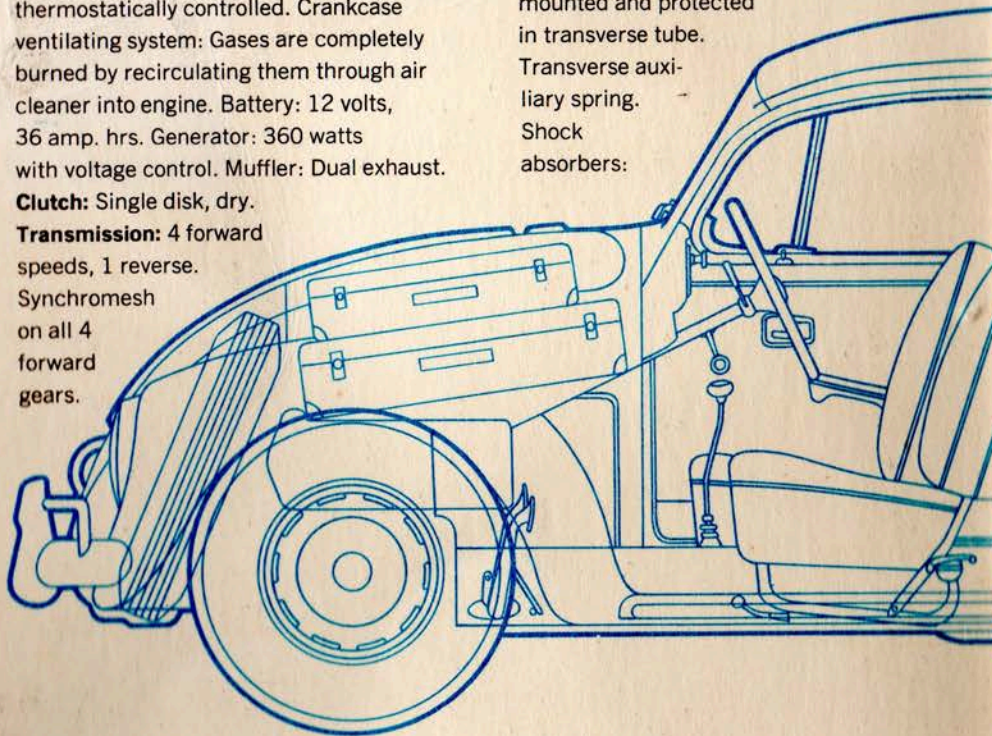 thermostatically controlled. Crankcase
ventilating system: Gases are completely
burned by recirculating them through air
cleaner into engine. Battery: 12 volts,
36 amp. hrs. Generator: 360 watts
with voltage control. Muffler: Dual exhaust.
Clutch: Single disk, dry.
Transmission: 4 forward
speeds, 1 reverse.
Synchromesh
on all 4
forward
gears.
mounted and protected
in transverse tube.
Transverse auxi-
liary spring.
Shock
absorbers: